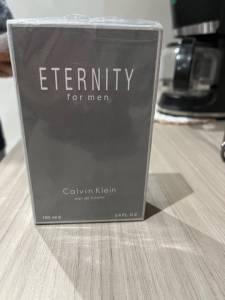 ETERNITY
for men
Calvin Klein
eau de toilette
100 ml e
3.4 FL. OZ